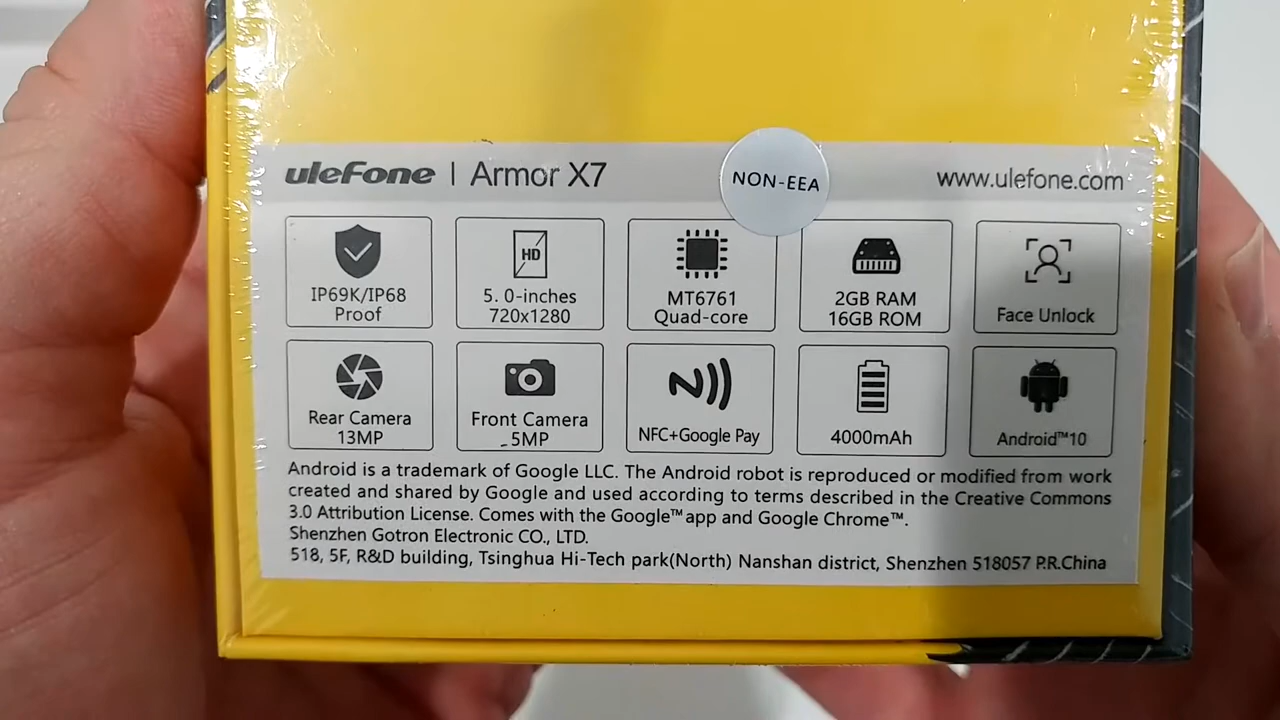 uleFone | Armor X7
NON-EEA
www.ulefone.com
IP69K/IP68
Proof
HD
5. 0-inches
720x1280
MT6761
Quad-core
2GB RAM
16GB ROM
Face Unlock
Rear Camera
13MP
Front Camera
5MP
NFC+Google Pay
4000mAh
Android™10
Android is a trademark of Google LLC. The Android robot is reproduced or modified from work
created and shared by Google and used according to terms described in the Creative Commons
3.0 Attribution License. Comes with the Google™ app and Google Chrome™.
Shenzhen Gotron Electronic CO., LTD.
518, 5F, R&D building, Tsinghua Hi-Tech park(North) Nanshan district, Shenzhen 518057 P.R.China